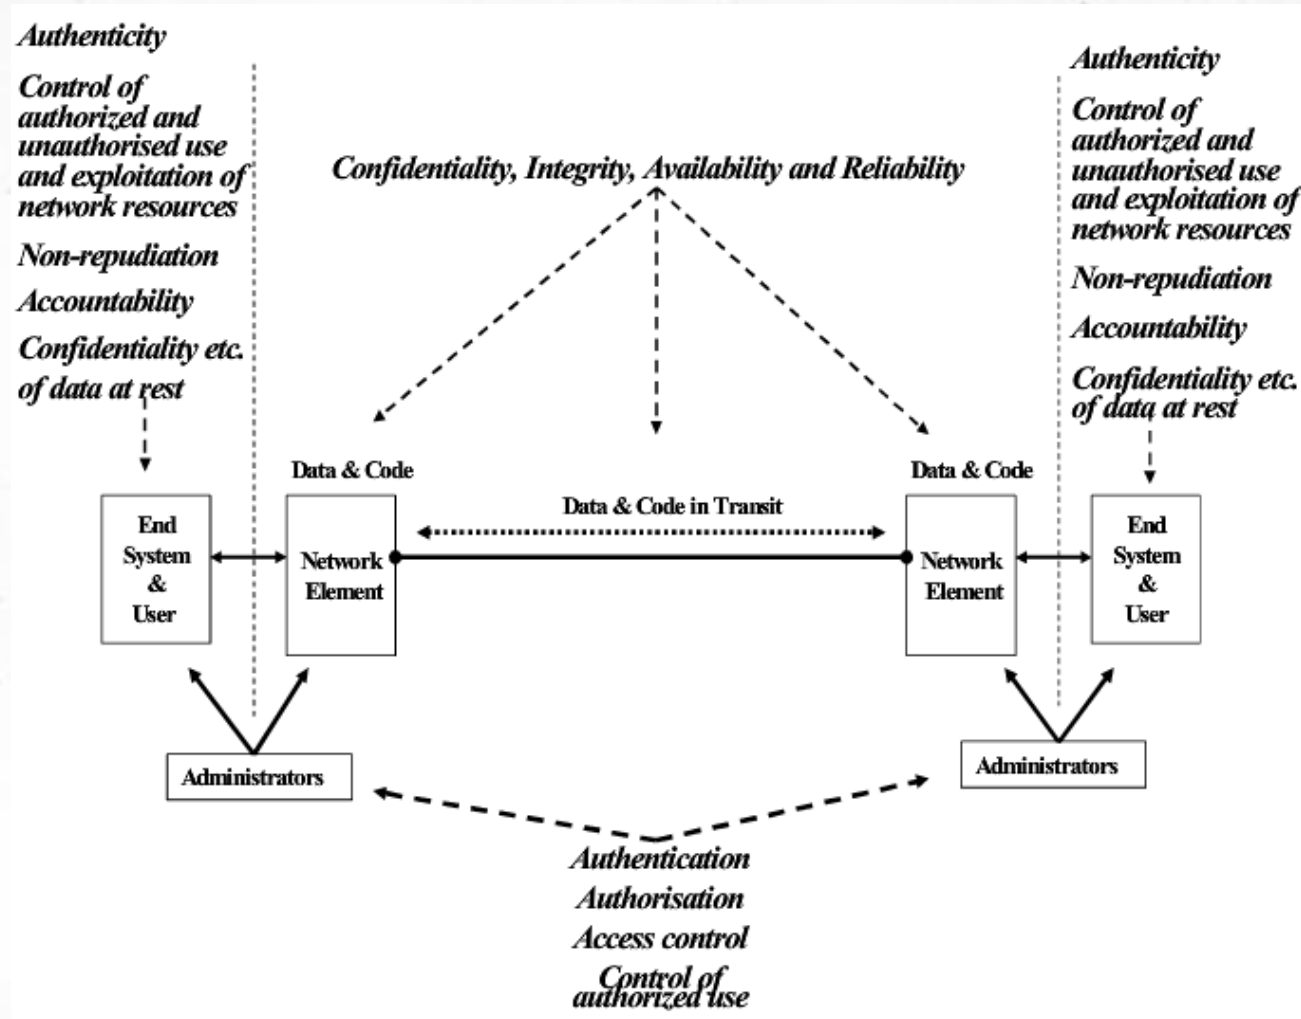 Authenticity
Control of
authorized and
unauthorised use
and exploitation of
network resources
Non-repudiation
Accountability
Confidentiality etc.
of data at rest
Confidentiality, Integrity, Availability and Reliability
Authenticity
Control of
authorized and
unauthorised use
and exploitation of
network resources
Non-repudiation
Accountability
Confidentiality etc.
of data at rest
Data & Code
Data & Code in Transit
Data & Code
End
System
&
User
Network
Element
Network
Element
End
System
&
User
Administrators
Administrators
Authentication
Authorisation
Access control
Control of
authorized use